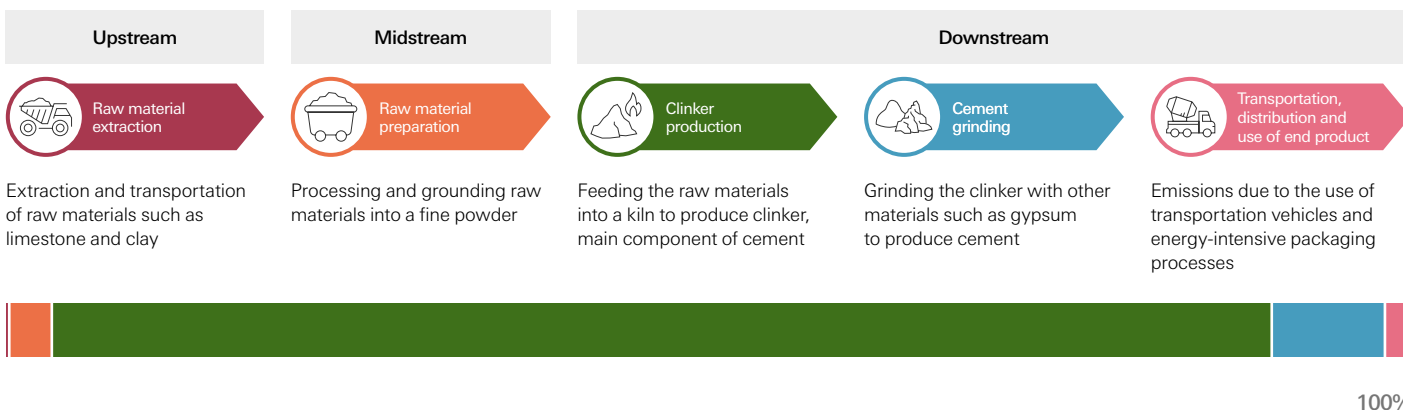 Upstream
Midstream
Downstream
Raw material
extraction
Raw material
preparation
Clinker
production
Cement
grinding
Transportation,
distribution and
use of end product
Extraction and transportation
of raw materials such as
limestone and clay
Processing and grounding raw
materials into a fine powder
Feeding the raw materials
into a kiln to produce clinker,
main component of cement
Grinding the clinker with other
materials such as gypsum
to produce cement
Emissions due to the use of
transportation vehicles and
energy-intensive packaging
processes
100%